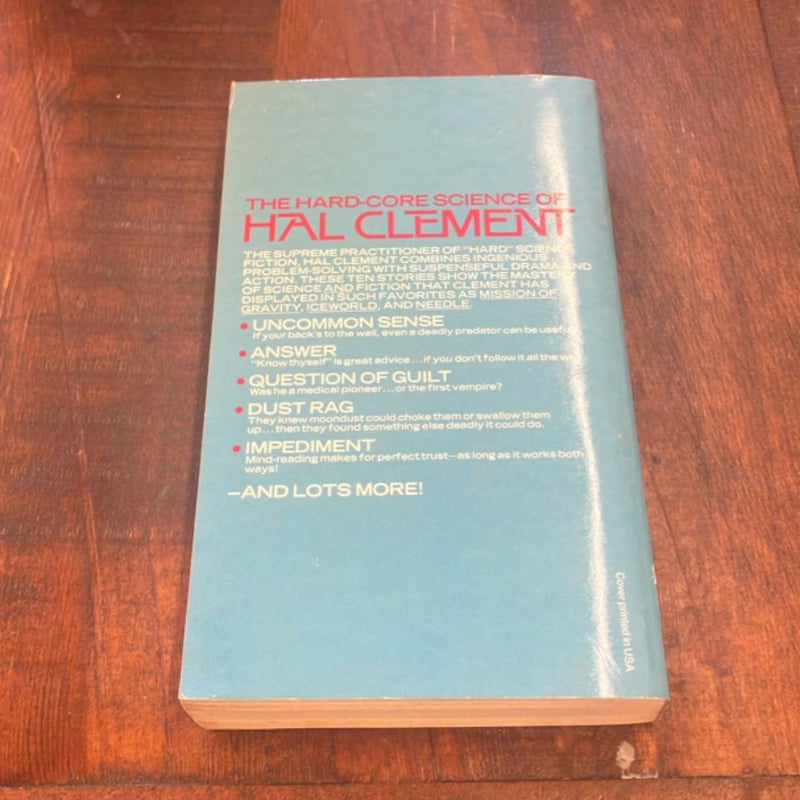 THE HARD-CORE SCIENCE OF
HAL CLEMENT
THE SUPREME PRACTITIONER OF "HARD" SCIENCE
FICTION, HAL CLEMENT COMBINES INGENIOUS
PROBLEM-SOLVING WITH SUSPENSEFUL DRAMA AND
ACTION. THESE TEN STORIES SHOW THE MASTERY
OF SCIENCE AND FICTION THAT CLEMENT HAS
DISPLAYED IN SUCH FAVORITES AS MISSION OF
GRAVITY, ICEWORLD, AND NEEDLE.
• UNCOMMON SENSE
If your back's to the wall, even a deadly predator can be useful.
• ANSWER
"Know thyself" is great advice...if you don't follow it all the way.
• QUESTION OF GUILT
Was he a medical pioneer...or the first vampire?
• DUST RAG
They knew moondust could choke them or swallow them
up...then they found something else deadly it could do.
• IMPEDIMENT
Mind-reading makes for perfect trust—as long as it works both
ways!
—AND LOTS MORE!
Cover printed in USA